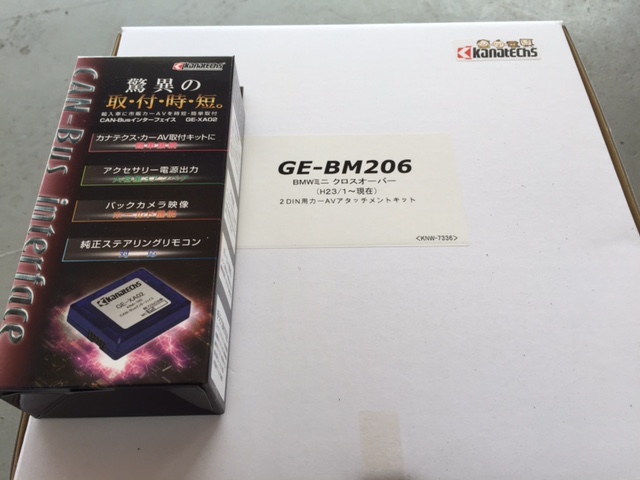 Kanatechs
驚異の
取・付・時・短。
輸入車に市販カーAVを時短・簡単取付
CAN-Busインターフェイス GE-XA02
カナテクス・カーAV取付キットに
アクセサリー電源出力
バックカメラ映像
純正ステアリングリモコン
対 応
CAN-Bus interface
Kanatechs
GE-XA02
Kanatechs
GE-BM206
BMWミニ クロスオーバー
(H23/1～現在)
2DIN用カーAVアタッチメントキット
<KNW-7336>